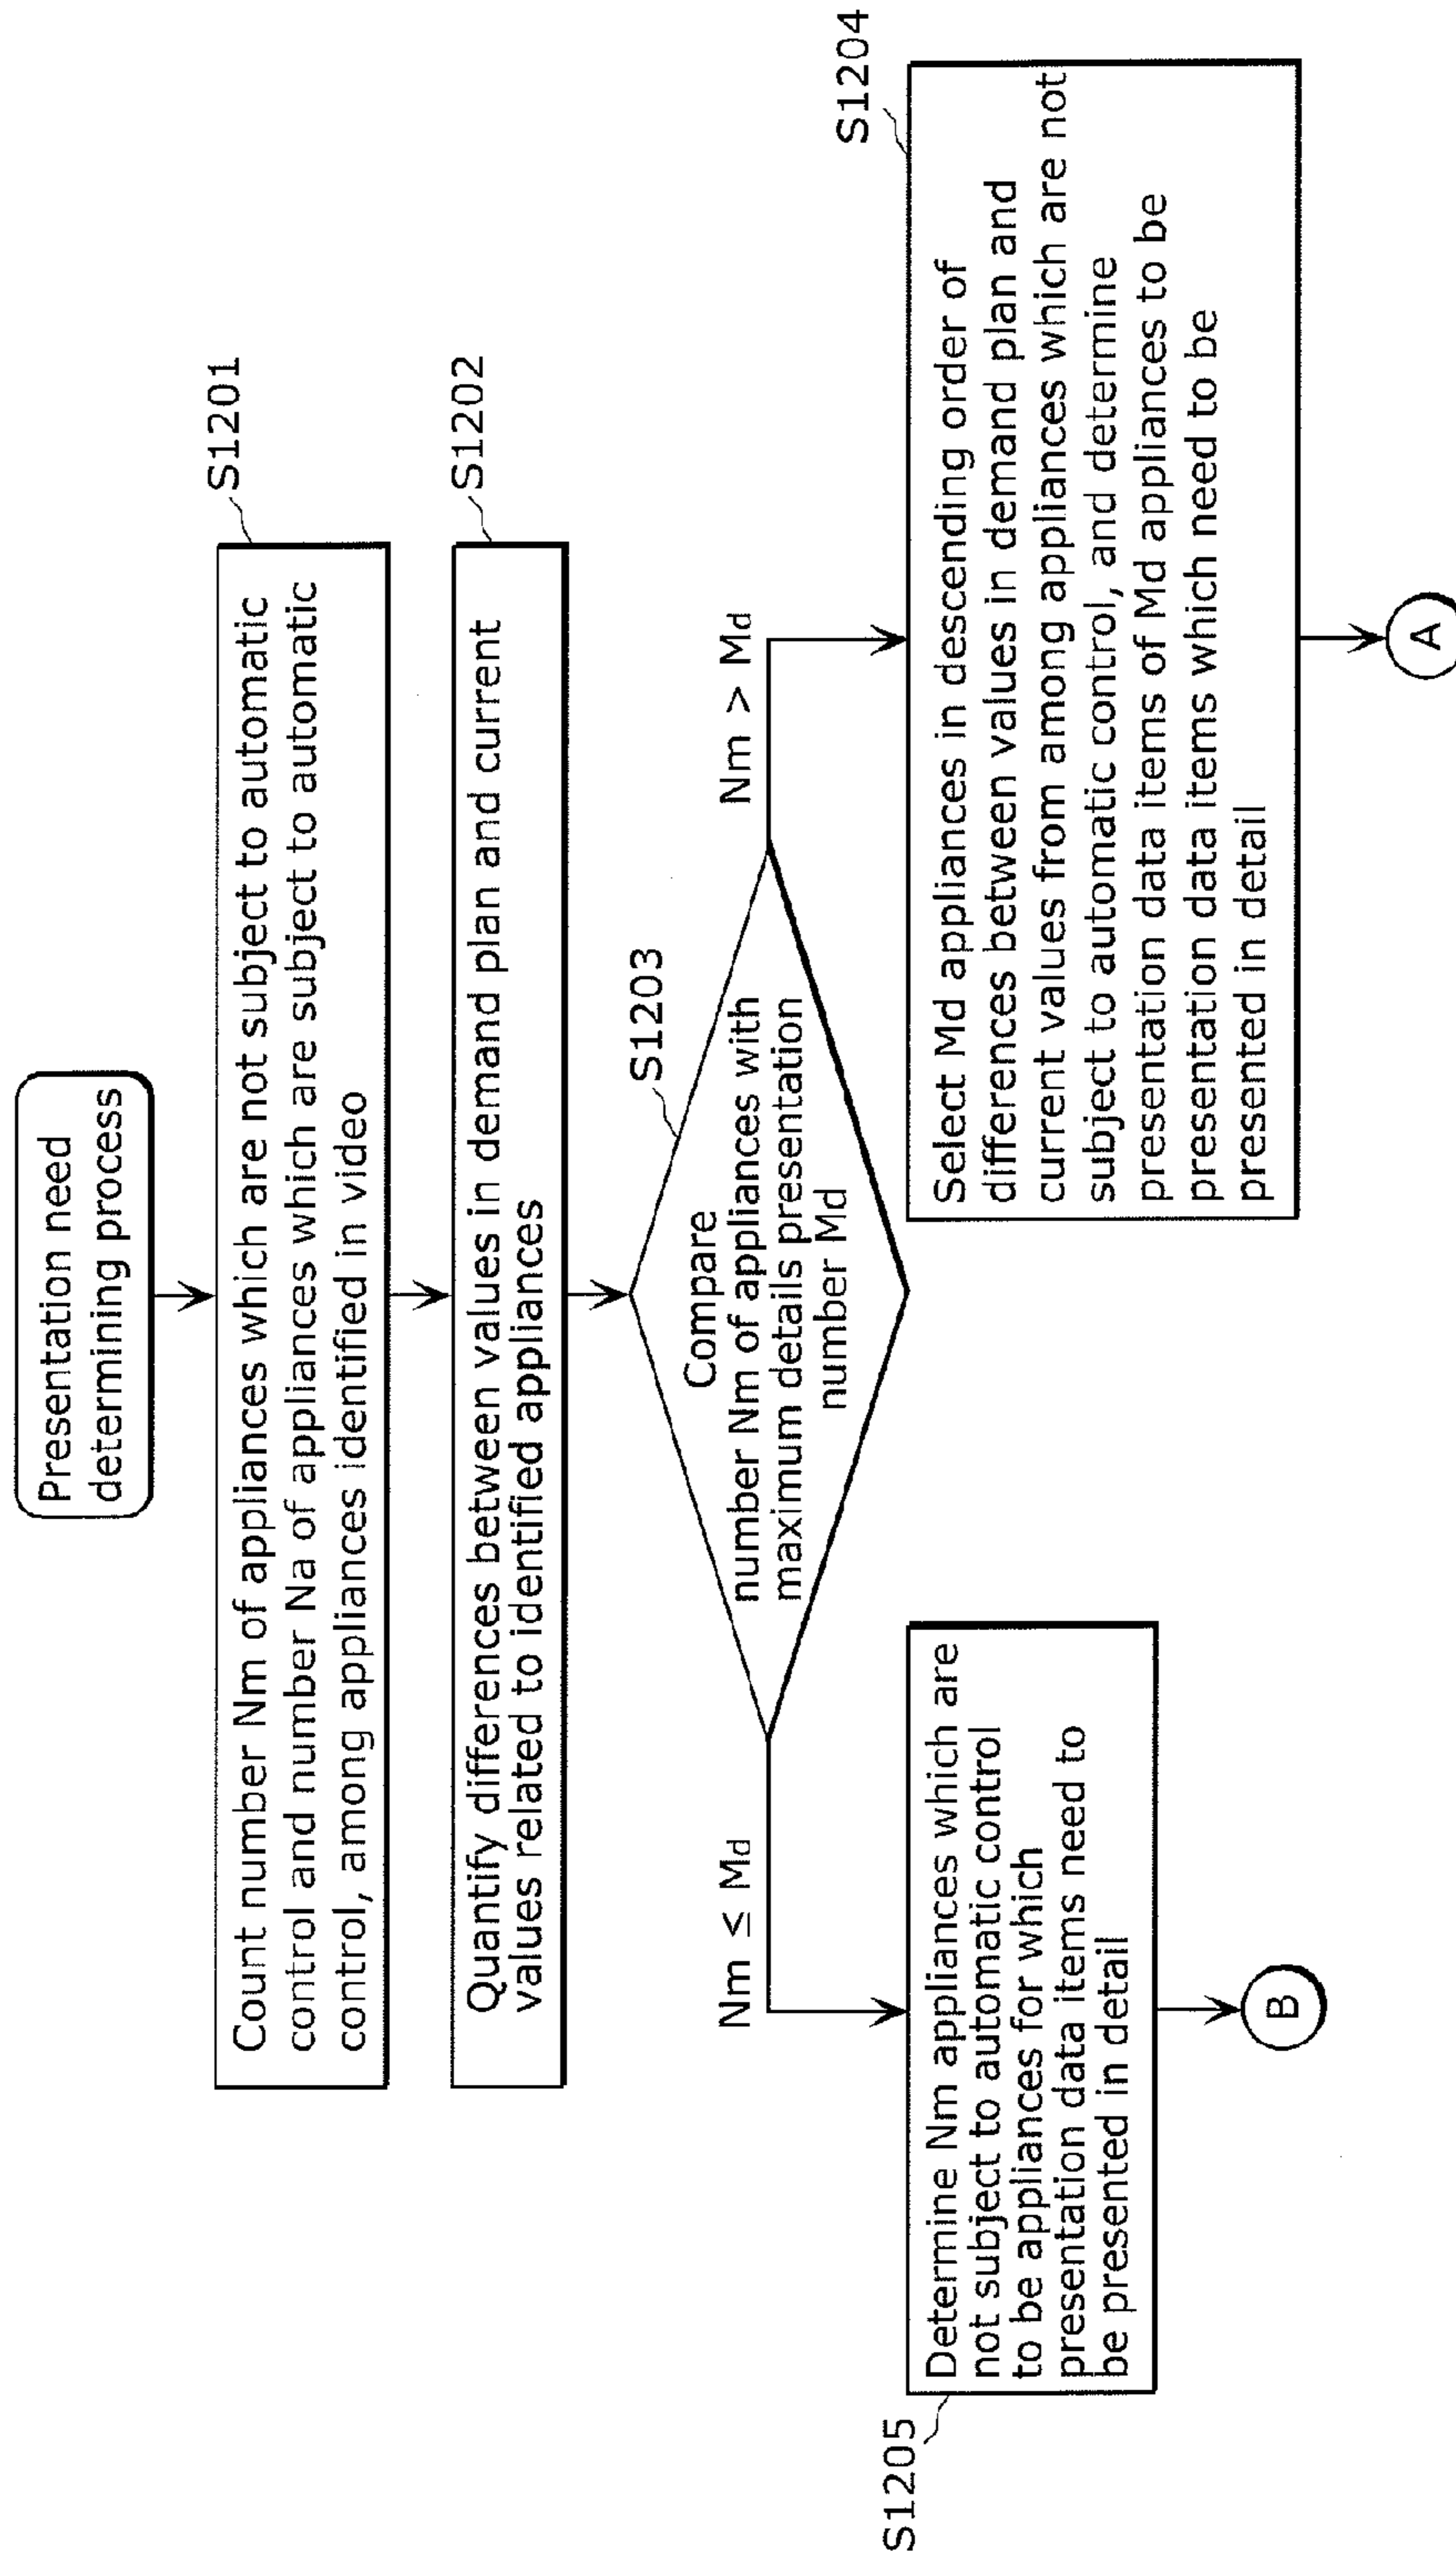 Presentation need
determining process
S1201
Count number Nm of appliances which are not subject to automatic
control and number Na of appliances which are subject to automatic
control, among appliances identified in video
S1202
Quantify differences between values in demand plan and current
values related to identified appliances
S1203
Compare
number Nm of appliances with
maximum details presentation
number Md
Nm ≤ Md
Nm > Md
S1205
Determine Nm appliances which are
not subject to automatic control
to be appliances for which
presentation data items need to
be presented in detail
B
S1204
Select Md appliances in descending order of
differences between values in demand plan and
current values from among appliances which are not
subject to automatic control, and determine
presentation data items of Md appliances to be
presentation data items which need to be
presented in detail
A